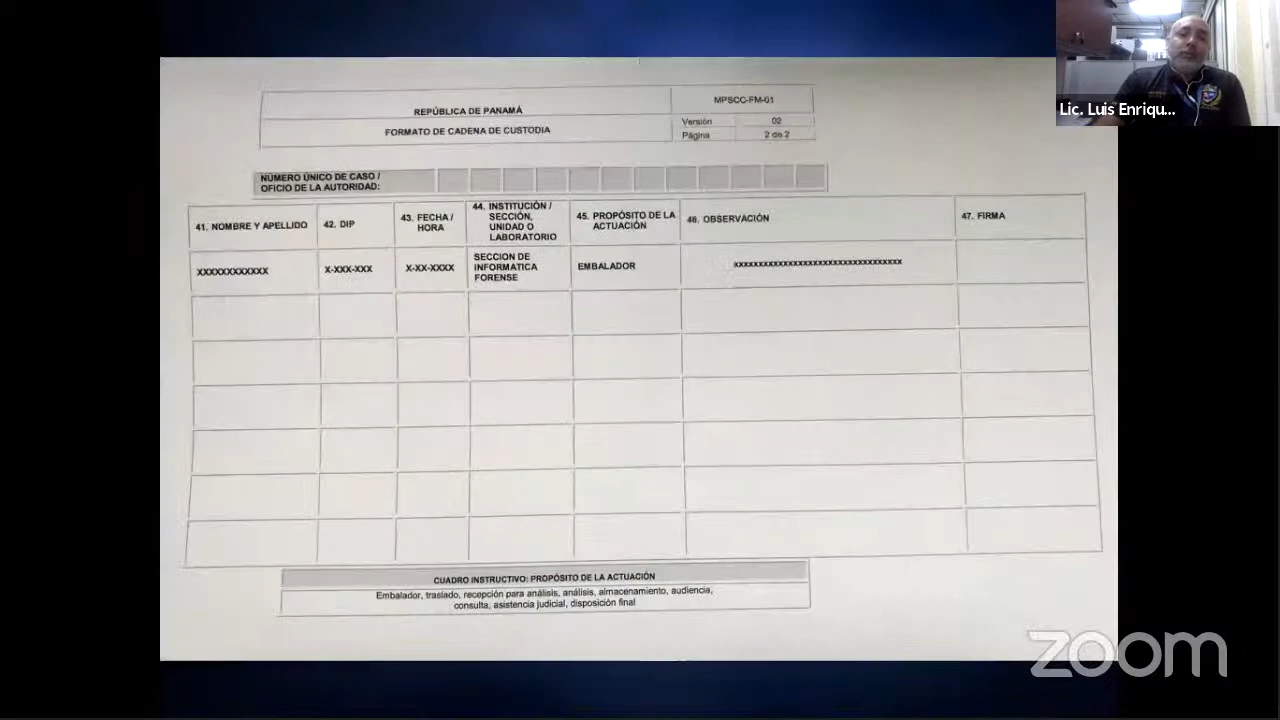 REPÚBLICA DE PANAMÁ
FORMATO DE CADENA DE CUSTODIA
MPSCC-FM-01
Versión 02
Página 2 de 2
NÚMERO ÚNICO DE CASO /
OFICIO DE LA AUTORIDAD:
41. NOMBRE Y APELLIDO
42. DIP
43. FECHA /
HORA
44. INSTITUCIÓN /
SECCIÓN,
UNIDAD O
LABORATORIO
45. PROPÓSITO DE LA
ACTUACIÓN
46. OBSERVACIÓN
47. FIRMA
XXXXXXXXXXXX
X-XXX-XXX
X-XX-XXXX
SECCION DE
INFORMATICA
FORENSE
EMBALADOR
CUADRO INSTRUCTIVO: PROPÓSITO DE LA ACTUACIÓN
Embalador, traslado, recepción para análisis, análisis, almacenamiento, audiencia,
consulta, asistencia judicial, disposición final
Lic. Luis Enriqu...
zoom